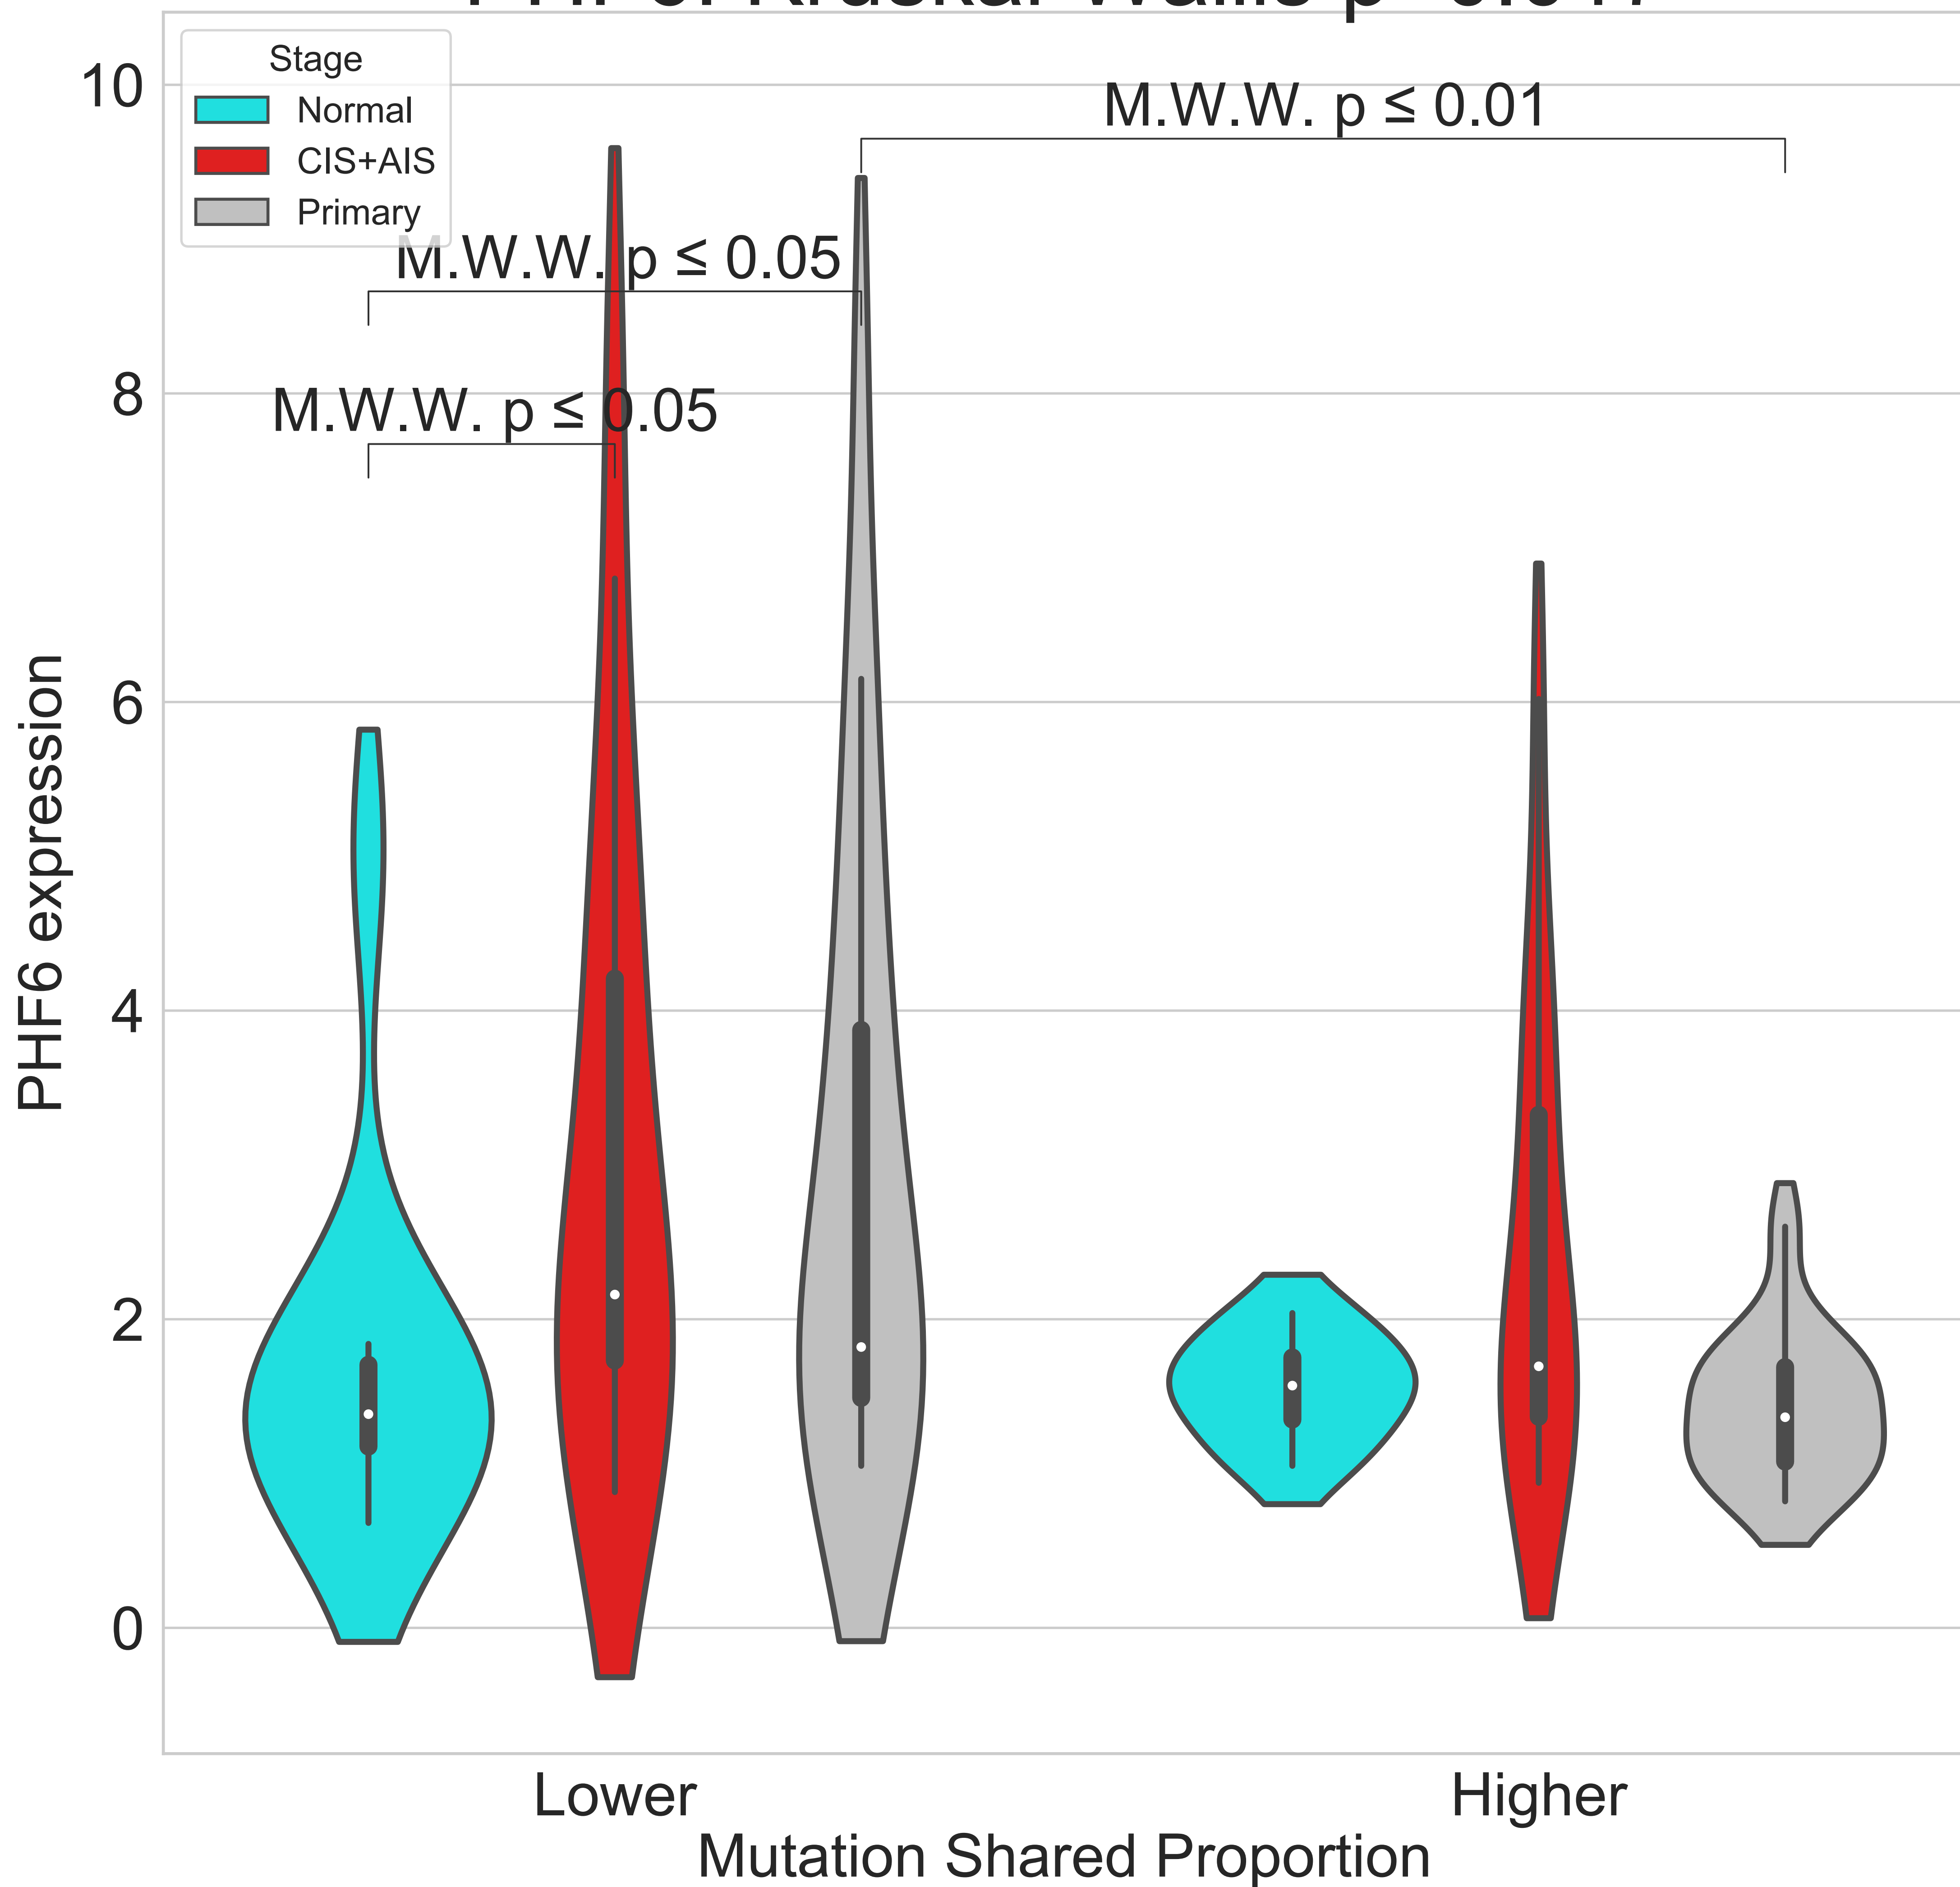 Stage
Normal
CIS+AIS
Primary
M.W.W. p ≤ 0.01
M.W.W. p ≤ 0.05
M.W.W. p ≤ 0.05
PHF6 expression
10
8
6
4
2
0
Lower
Higher
Mutation Shared Proportion